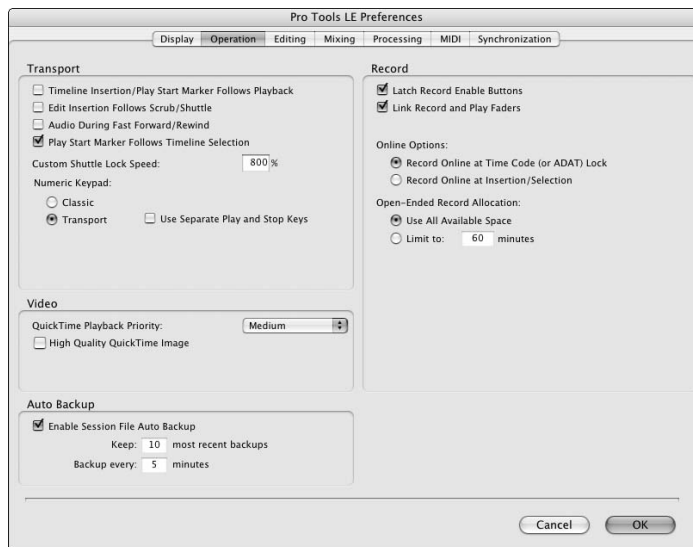 Pro Tools LE Preferences
Display Operation Editing Mixing Processing MIDI Synchronization
Transport
Timeline Insertion/Play Start Marker Follows Playback
Edit Insertion Follows Scrub/Shuttle
Audio During Fast Forward/Rewind
Play Start Marker Follows Timeline Selection
Custom Shuttle Lock Speed: 800 %
Numeric Keypad:
Classic
Transport Use Separate Play and Stop Keys
Video
QuickTime Playback Priority: Medium
High Quality QuickTime Image
Auto Backup
Enable Session File Auto Backup
Keep: 10 most recent backups
Backup every: 5 minutes
Record
Latch Record Enable Buttons
Link Record and Play Faders
Online Options:
Record Online at Time Code (or ADAT) Lock
Record Online at Insertion/Selection
Open-Ended Record Allocation:
Use All Available Space
Limit to: 60 minutes
Cancel OK